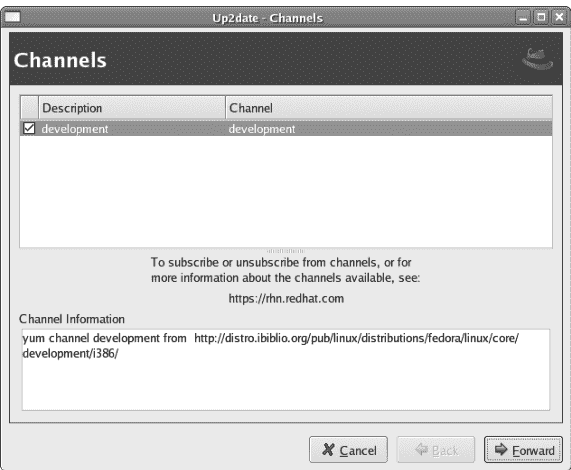 Up2date - Channels
Channels
Description Channel
development development
To subscribe or unsubscribe from channels, or for
more information about the channels available, see:
https://rhn.redhat.com
Channel Information
yum channel development from http://distro.ibiblio.org/pub/linux/distributions/fedora/linux/core/
development/i386/
Cancel Back Forward